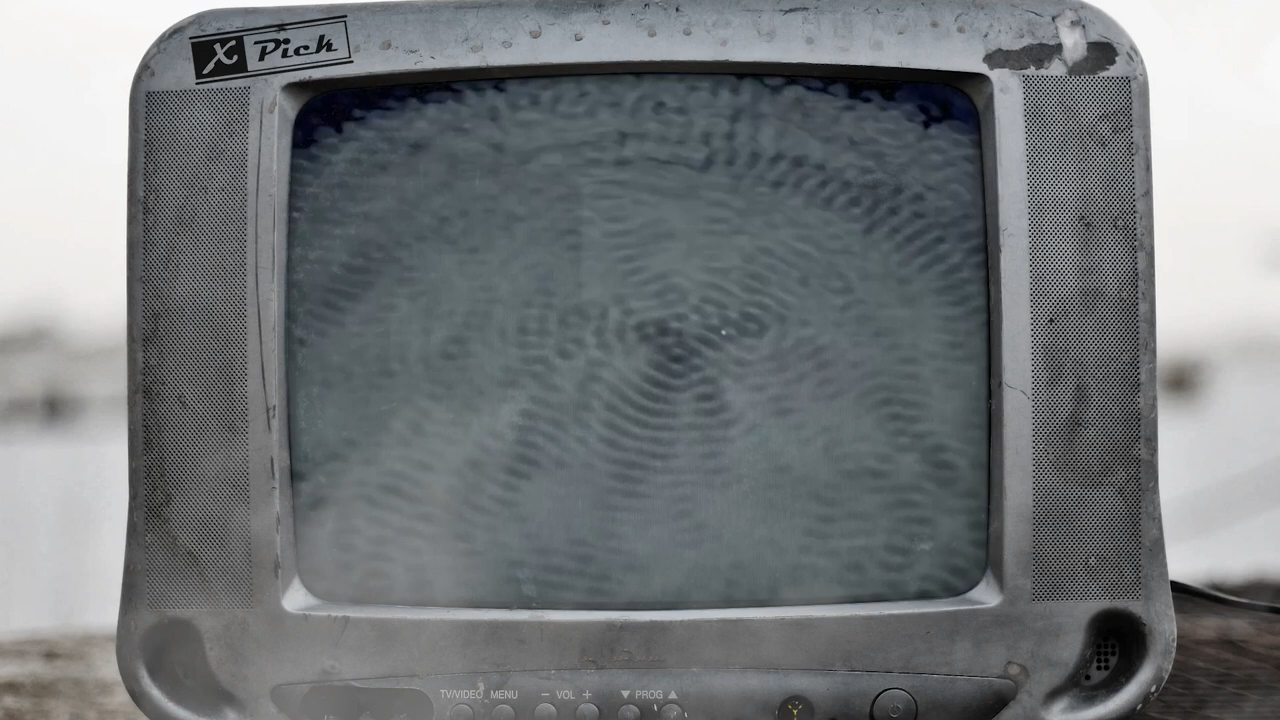 X Pick
TV/VIDEO MENU − VOL + ▼ PROG ▲